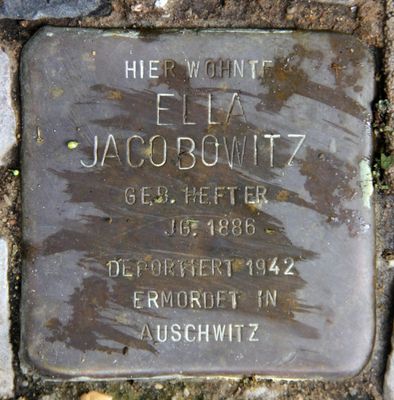 HIER WOHNTE
ELLA
JACOBOWITZ
GEB. HEFTER
JG. 1886
DEPORTIERT 1942
ERMORDET IN
AUSCHWITZ